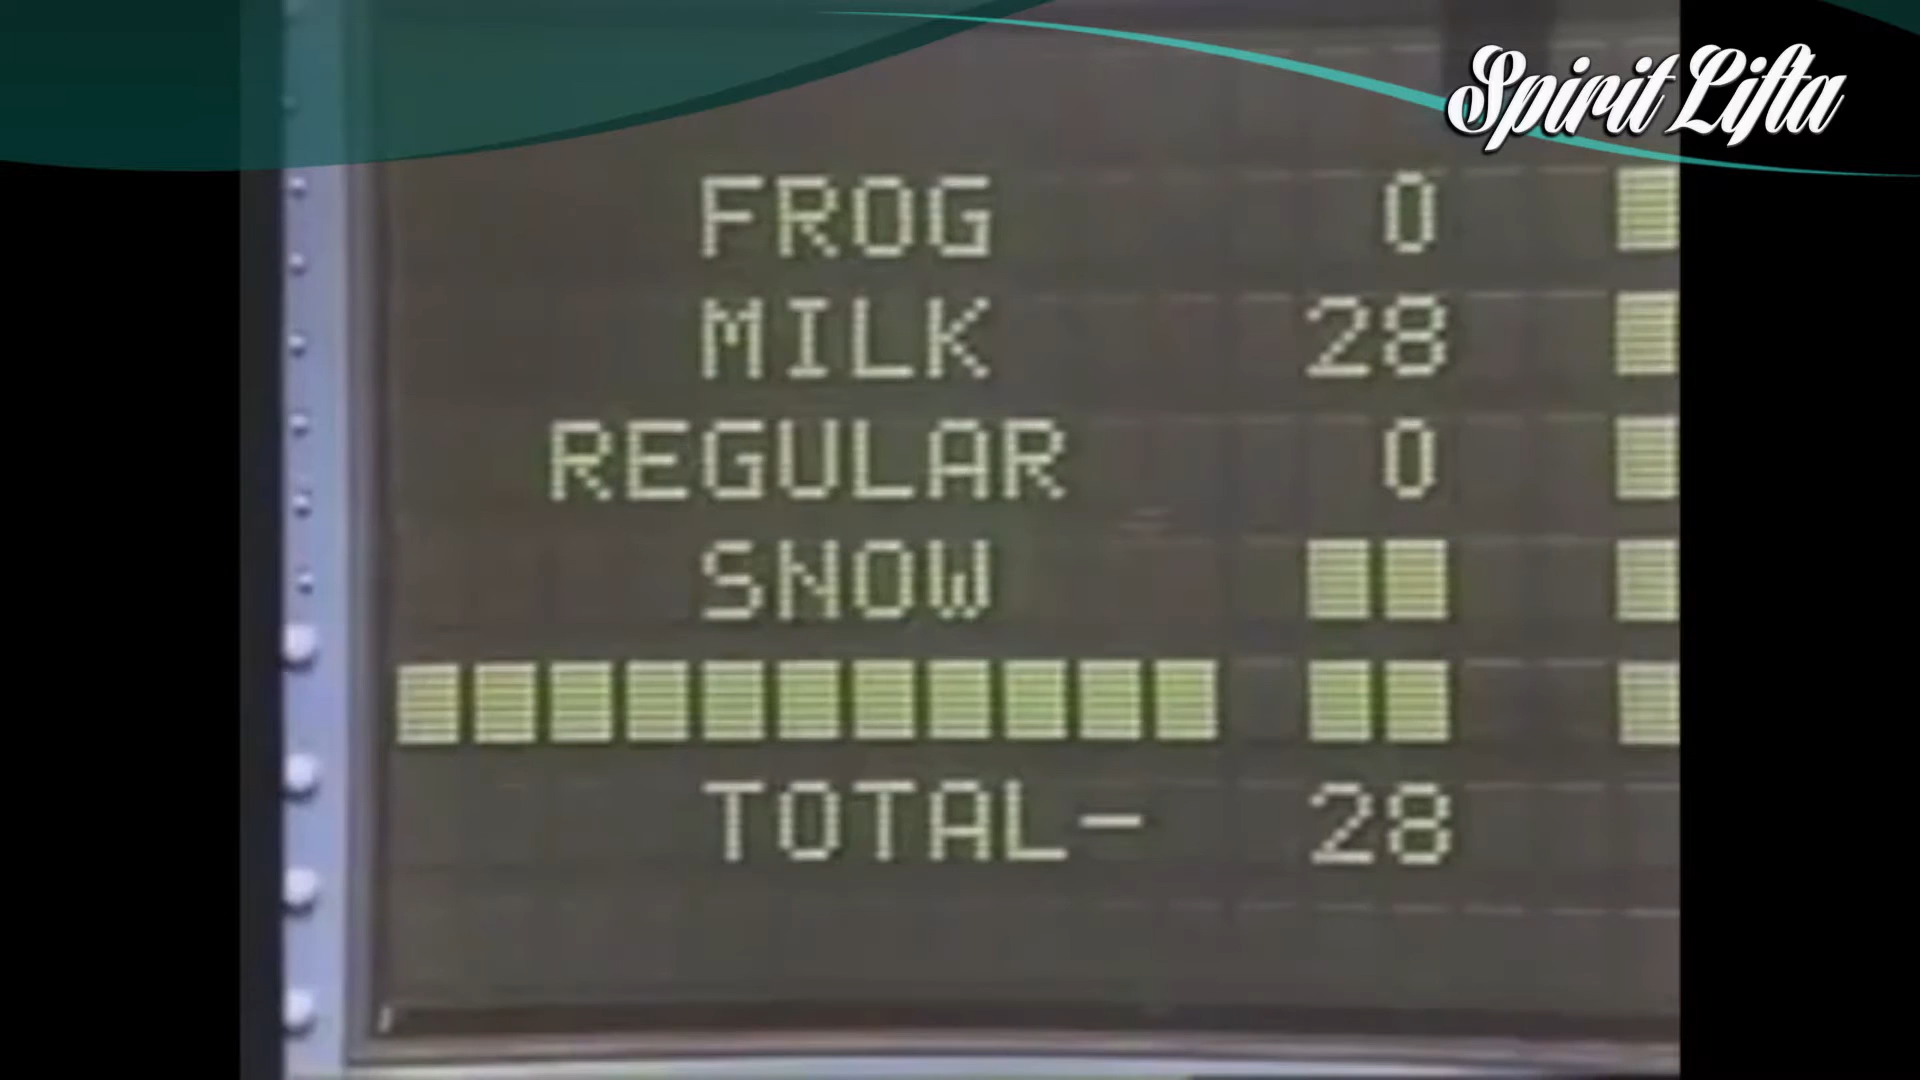 Spirit Lifta
FROG 0
MILK 28
REGULAR 0
SNOW
TOTAL- 28